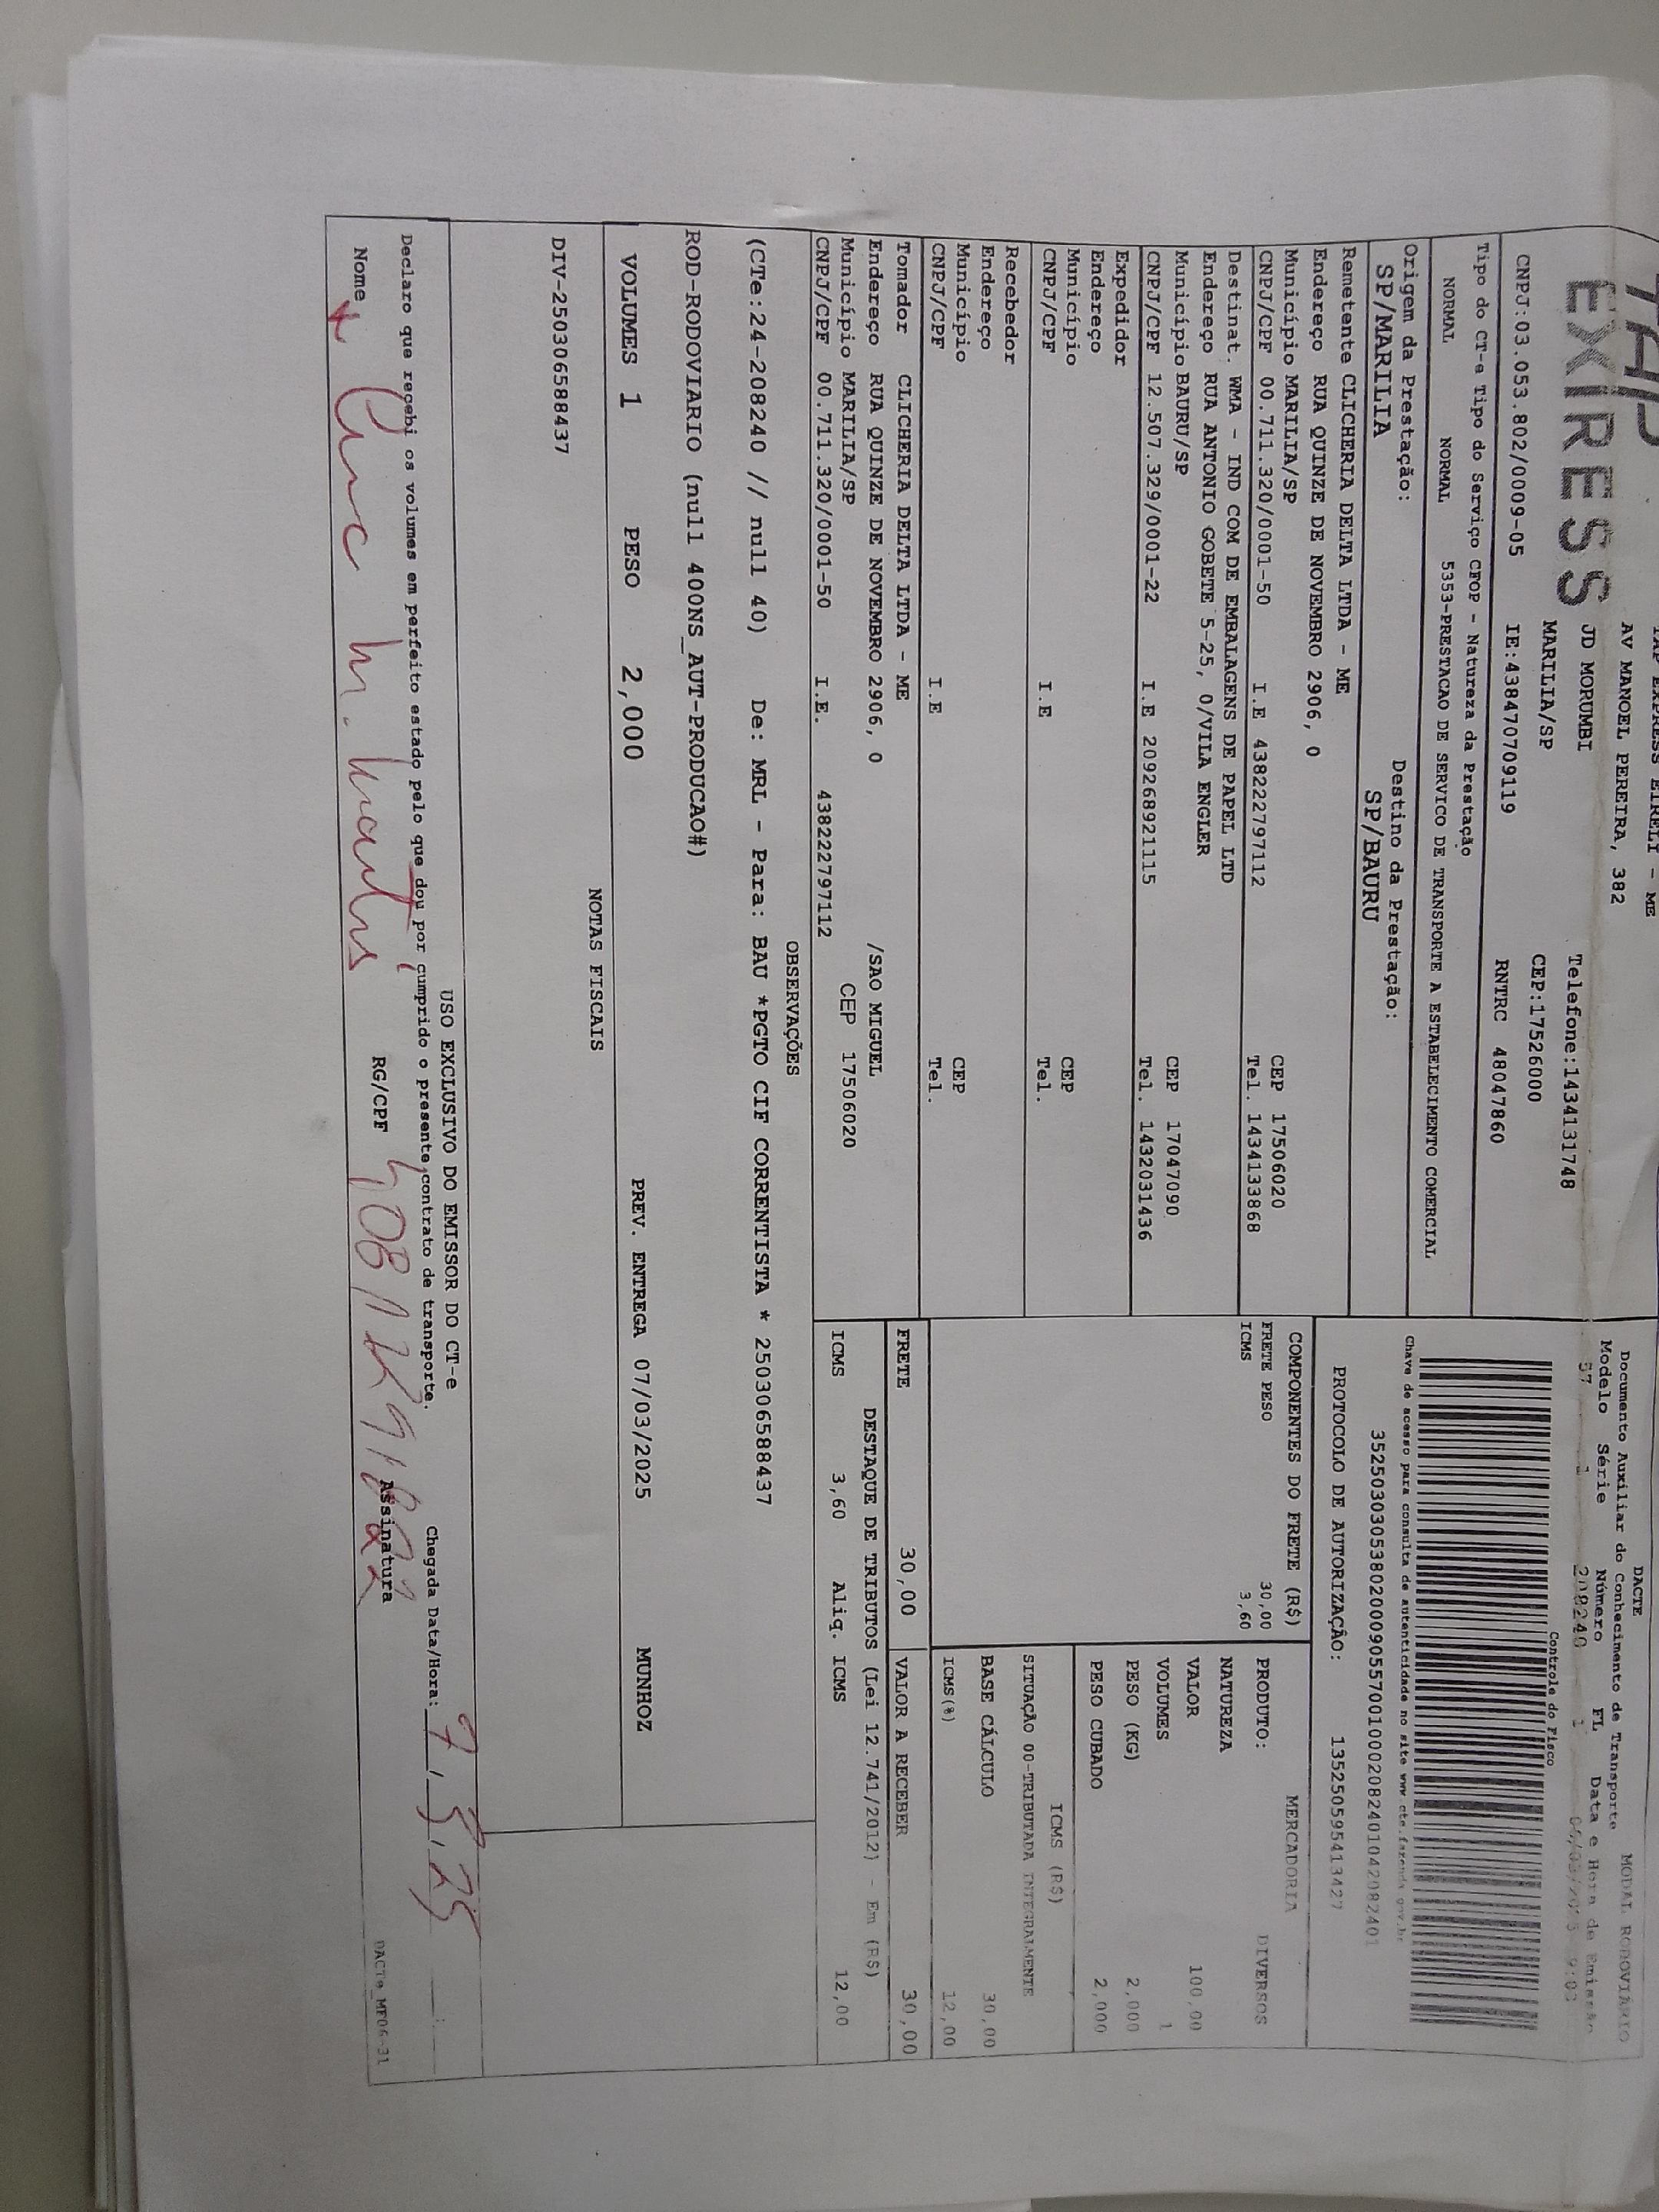 TAP
EXPRESS
TAP EXPRESS EIRELI - ME
AV MANOEL PEREIRA, 382
JD MORUMBI Telefone:1434131748
MARILIA/SP CEP:17526000
CNPJ:03.053.802/0009-05 IE:438470709119 RNTRC 48047860
Tipo do CT-e Tipo do Serviço CFOP - Natureza da Prestação
NORMAL NORMAL 5353-PRESTACAO DE SERVICO DE TRANSPORTE A ESTABELECIMENTO COMERCIAL
Origem da Prestação: Destino da Prestação:
SP/MARILIA SP/BAURU
DACTE
Documento Auxiliar do Conhecimento de Transporte MODAL RODOVIÁRIO
Modelo Série Número FL Data e Hora de Emissão
57 1 208240 1
Controle do Fisco
Chave de acesso para consulta de autenticidade no site www.cte.fazenda.gov.br
35250303053802000905570010002082401042082401
PROTOCOLO DE AUTORIZAÇÃO: 135250595413427
Remetente CLICHERIA DELTA LTDA - ME
Endereço RUA QUINZE DE NOVEMBRO 2906, 0
Município MARILIA/SP CEP 17506020
CNPJ/CPF 00.711.320/0001-50 I.E 438222797112 Tel. 1434133868
Destinat. WMA - IND COM DE EMBALAGENS DE PAPEL LTD
Endereço RUA ANTONIO GOBETE 5-25, 0/VILA ENGLER
Município BAURU/SP CEP 17047090
CNPJ/CPF 12.507.329/0001-22 I.E 209268921115 Tel. 1432031436
Expedidor
Endereço
Município CEP
CNPJ/CPF I.E Tel.
Recebedor
Endereço
Município CEP
CNPJ/CPF I.E Tel.
Tomador CLICHERIA DELTA LTDA - ME
Endereço RUA QUINZE DE NOVEMBRO 2906, 0 /SAO MIGUEL
Município MARILIA/SP CEP 17506020
CNPJ/CPF 00.711.320/0001-50 I.E. 438222797112
COMPONENTES DO FRETE (R$)
FRETE PESO 30,00
ICMS 3,60
MERCADORIA
PRODUTO: DIVERSOS
NATUREZA
VALOR 100,00
VOLUMES 1
PESO (KG) 2,000
PESO CUBADO 2,000
ICMS (R$)
SITUAÇÃO 00-TRIBUTADA INTEGRALMENTE
BASE CÁLCULO 30,00
ICMS(%) 12,00
FRETE 30,00 VALOR A RECEBER 30,00
DESTAQUE DE TRIBUTOS (Lei 12.741/2012) - Em (R$)
ICMS 3,60 Aliq. ICMS 12,00
OBSERVAÇÕES
(CTe:24-208240 // null 40) De: MRL - Para: BAU *PGTO CIF CORRENTISTA * 250306588437
ROD-RODOVIARIO (null 400NS_AUT-PRODUCAO#)
VOLUMES 1 PESO 2,000 PREV. ENTREGA 07/03/2025 MUNHOZ
NOTAS FISCAIS
DIV-250306588437
USO EXCLUSIVO DO EMISSOR DO CT-e
Declaro que recebi os volumes em perfeito estado pelo que dou por cumprido o presente contrato de transporte. Chegada Data/Hora: 7/3/25
Nome RG/CPF Assinatura
DACTe_MF06-31